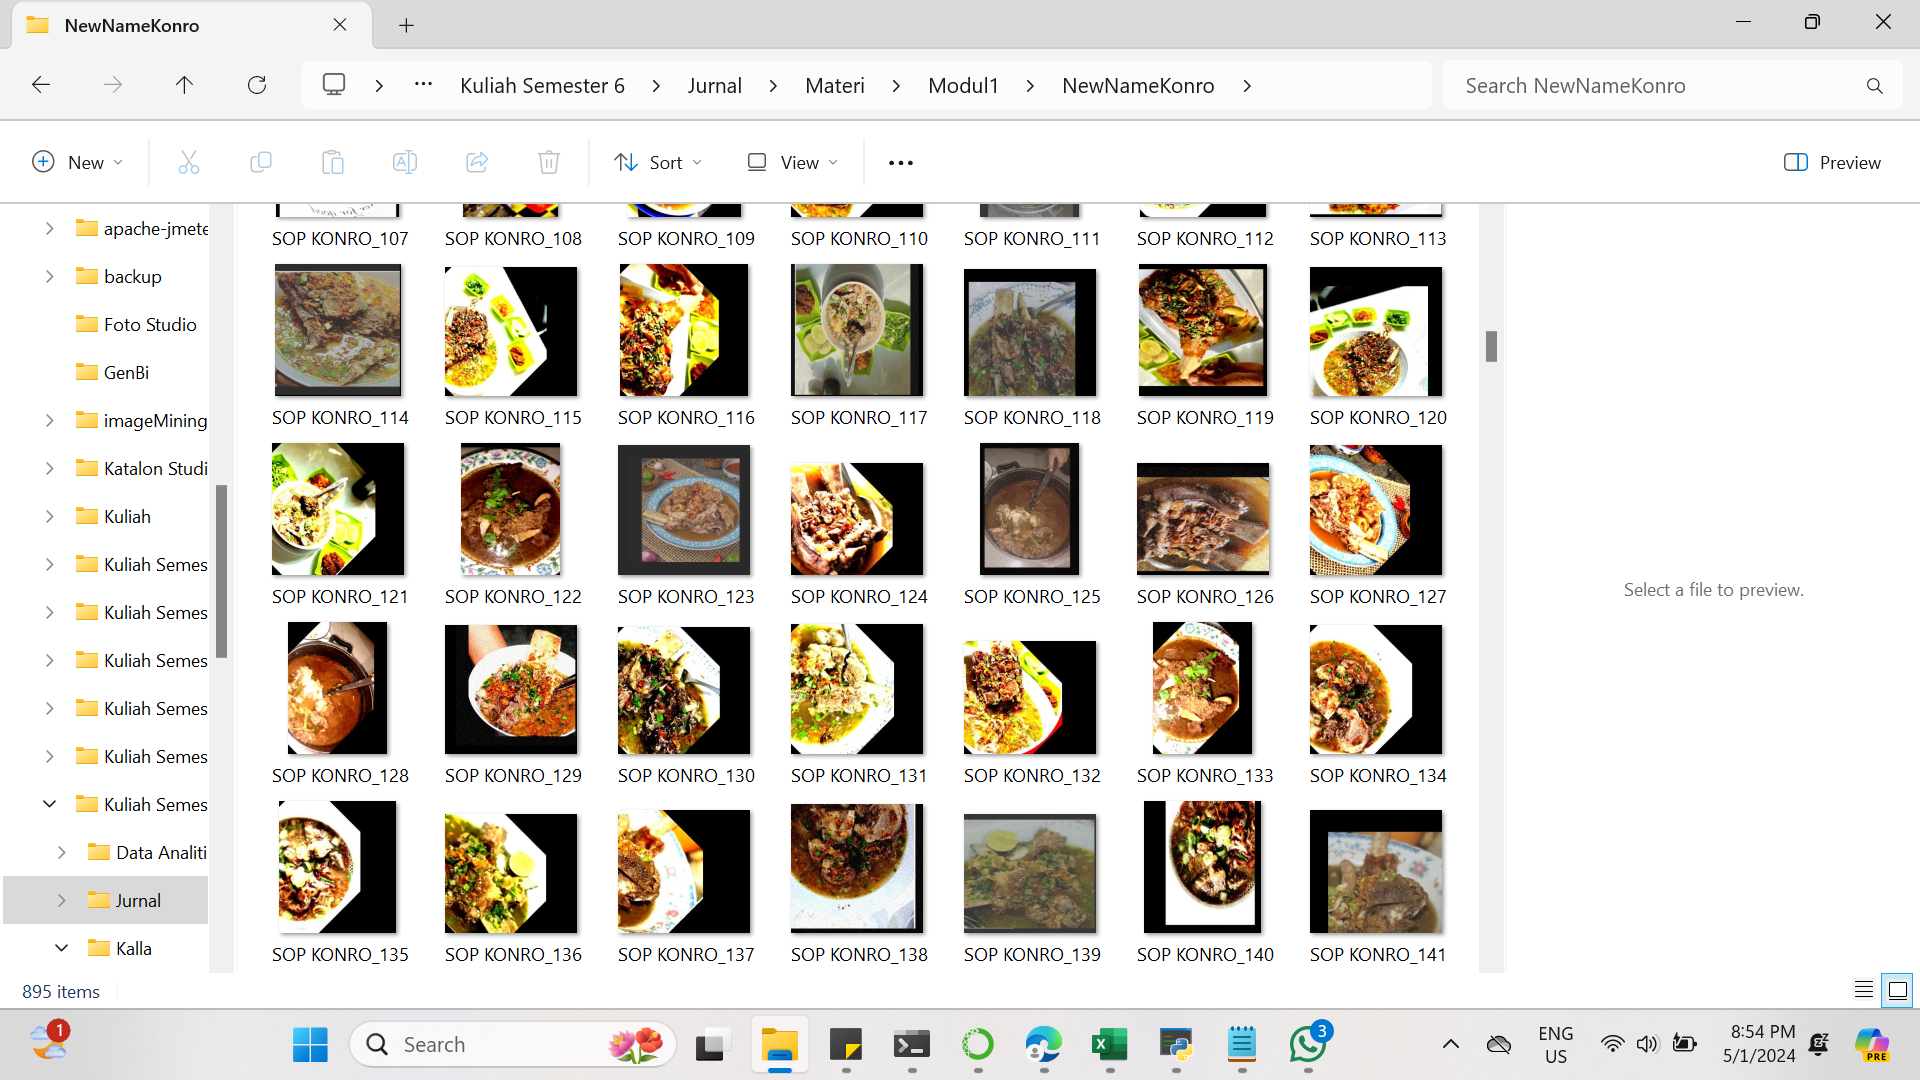 NewNameKonro
Kuliah Semester 6 > Jurnal > Materi > Modul1 > NewNameKonro >
Search NewNameKonro
New
Sort
View
Preview
apache-jmete
backup
Foto Studio
GenBi
imageMining
Katalon Studi
Kuliah
Kuliah Semes
Kuliah Semes
Kuliah Semes
Kuliah Semes
Kuliah Semes
Kuliah Semes
Data Analiti
Jurnal
Kalla
SOP KONRO_107 SOP KONRO_108 SOP KONRO_109 SOP KONRO_110 SOP KONRO_111 SOP KONRO_112 SOP KONRO_113
SOP KONRO_114 SOP KONRO_115 SOP KONRO_116 SOP KONRO_117 SOP KONRO_118 SOP KONRO_119 SOP KONRO_120
SOP KONRO_121 SOP KONRO_122 SOP KONRO_123 SOP KONRO_124 SOP KONRO_125 SOP KONRO_126 SOP KONRO_127
SOP KONRO_128 SOP KONRO_129 SOP KONRO_130 SOP KONRO_131 SOP KONRO_132 SOP KONRO_133 SOP KONRO_134
SOP KONRO_135 SOP KONRO_136 SOP KONRO_137 SOP KONRO_138 SOP KONRO_139 SOP KONRO_140 SOP KONRO_141
Select a file to preview.
895 items
1
Search
3
ENG
US
8:54 PM
5/1/2024
PRE